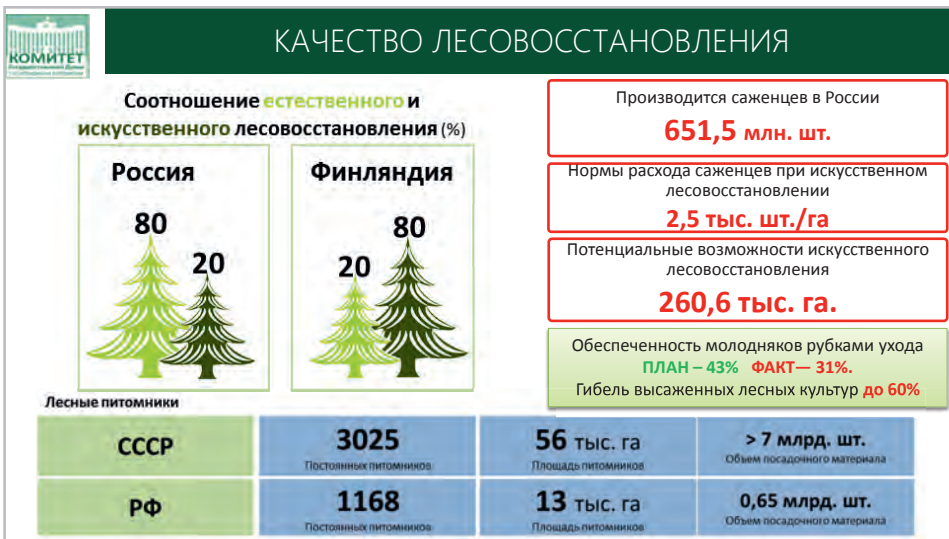 КОМИТЕТ
КАЧЕСТВО ЛЕСОВОССТАНОВЛЕНИЯ
Соотношение естественного и
искусственного лесовосстановления (%)
Россия
80
20
Финляндия
20
80
Производится саженцев в России
651,5 млн. шт.
Нормы расхода саженцев при искусственном
лесовосстановлении
2,5 тыс. шт./га
Потенциальные возможности искусственного
лесовосстановления
260,6 тыс. га.
Обеспеченность молодняков рубками ухода
ПЛАН – 43% ФАКТ— 31%.
Гибель высаженных лесных культур до 60%
Лесные питомники
СССР
3025
Постоянных питомников
56 тыс. га
Площадь питомников
> 7 млрд. шт.
Объем посадочного материала
РФ
1168
Постоянных питомников
13 тыс. га
Площадь питомников
0,65 млрд. шт.
Объем посадочного материала